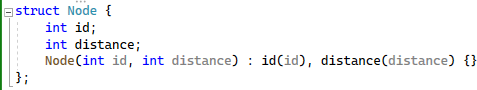 struct Node {
    int id;
    int distance;
    Node(int id, int distance) : id(id), distance(distance) {}
};